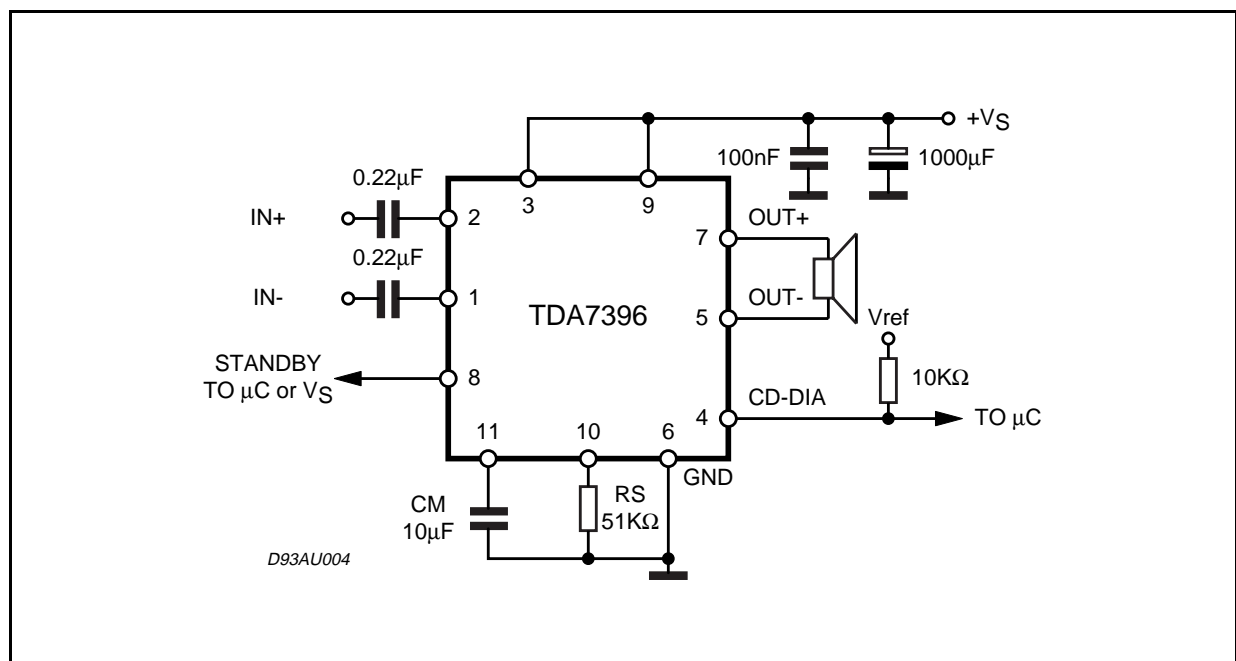 +VS
100nF
1000μF
0.22μF
IN+
2
3
9
OUT+
7
0.22μF
IN-
1
TDA7396
OUT-
5
Vref
STANDBY
TO μC or VS
8
10KΩ
CD-DIA
4
TO μC
11
10
6
GND
CM
10μF
RS
51KΩ
D93AU004